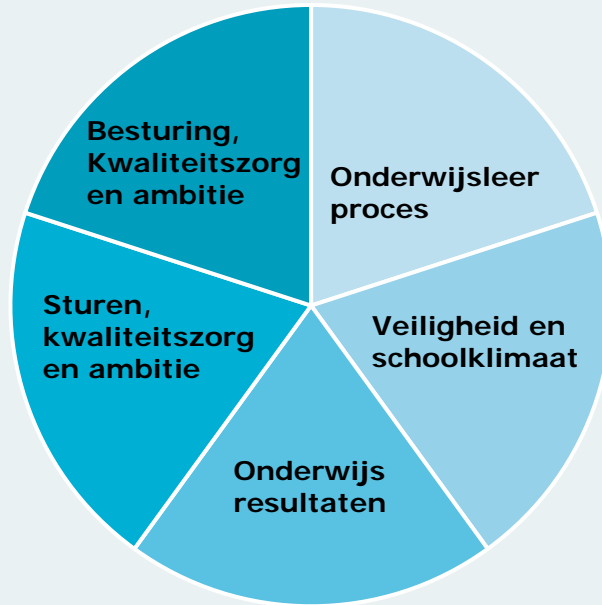 Besturing,
Kwaliteitszorg
en ambitie
Onderwijsleer
proces
Veiligheid en
schoolklimaat
Onderwijs
resultaten
Sturen,
kwaliteitszorg
en ambitie